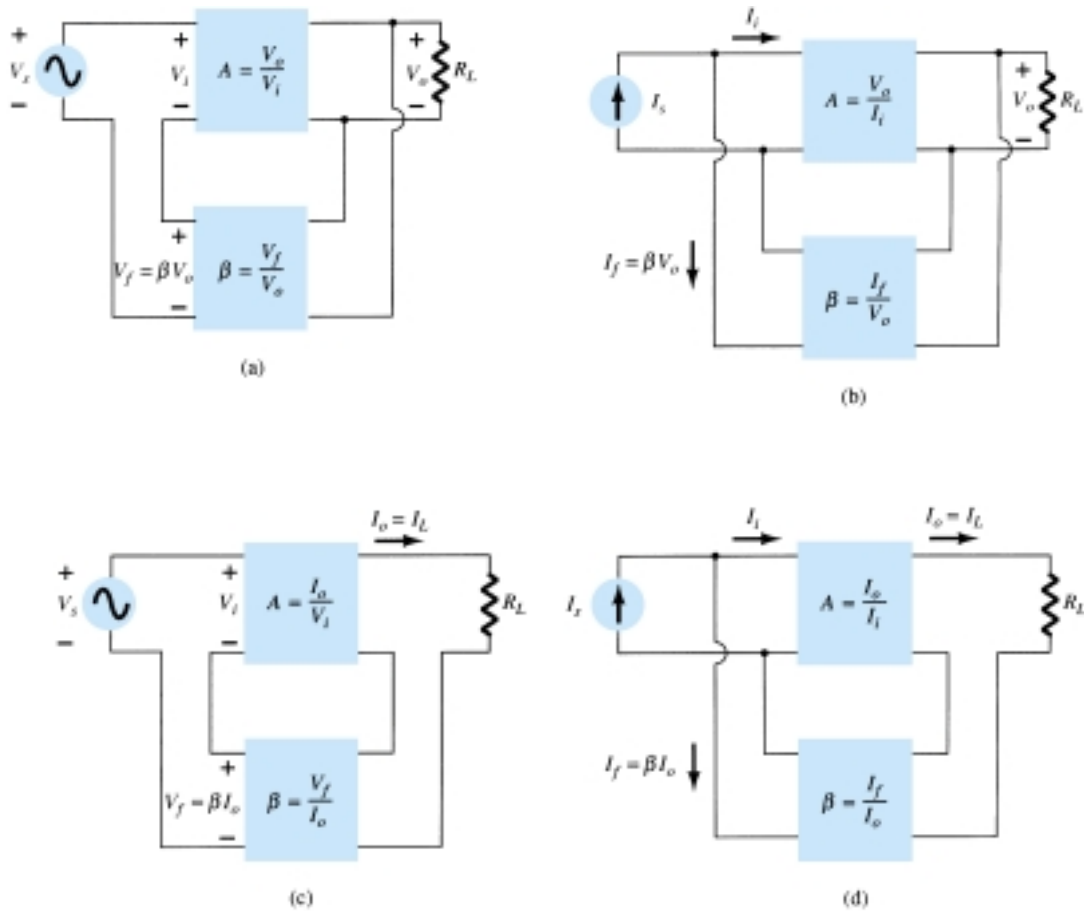 +
V_s
−
+
V_i
−
A = V_o / V_i
+
V_o
−
R_L
+
V_f = βV_o
−
β = V_f / V_o
(a)
I_i
I_s
A = V_o / I_i
+
V_o
−
R_L
I_f = βV_o
β = I_f / V_o
(b)
I_o = I_L
+
V_s
−
+
V_i
−
A = I_o / V_i
R_L
+
V_f = βI_o
−
β = V_f / I_o
(c)
I_i
I_o = I_L
I_s
A = I_o / I_i
R_L
I_f = βI_o
β = I_f / I_o
(d)